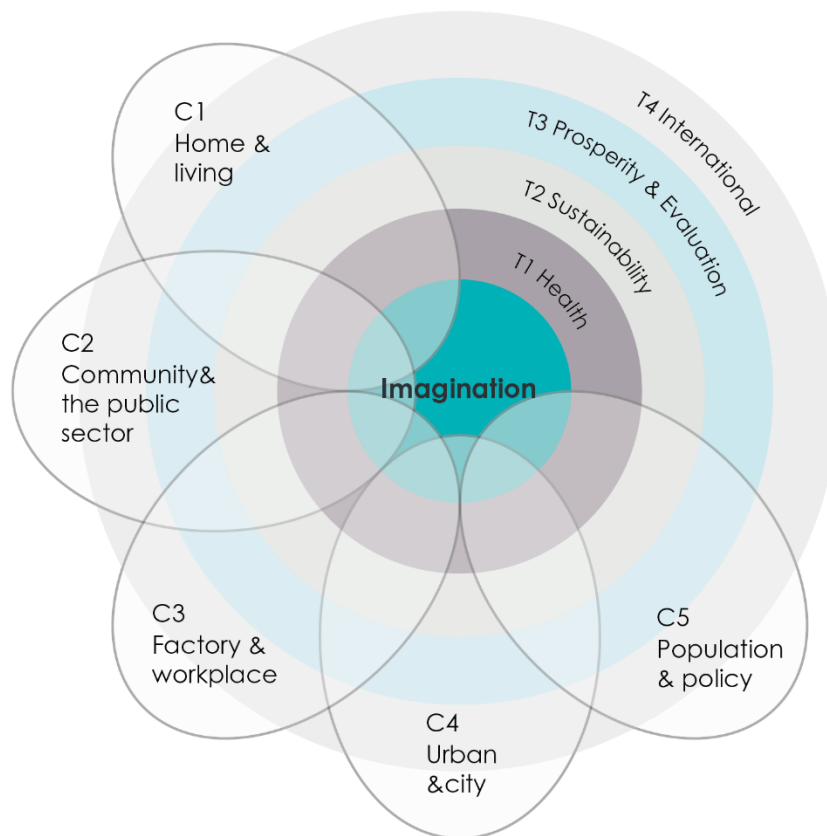 T4 International
T3 Prosperity & Evaluation
T2 Sustainability
T1 Health
Imagination
C1
Home &
living
C2
Community&
the public
sector
C3
Factory &
workplace
C4
Urban
&city
C5
Population
& policy